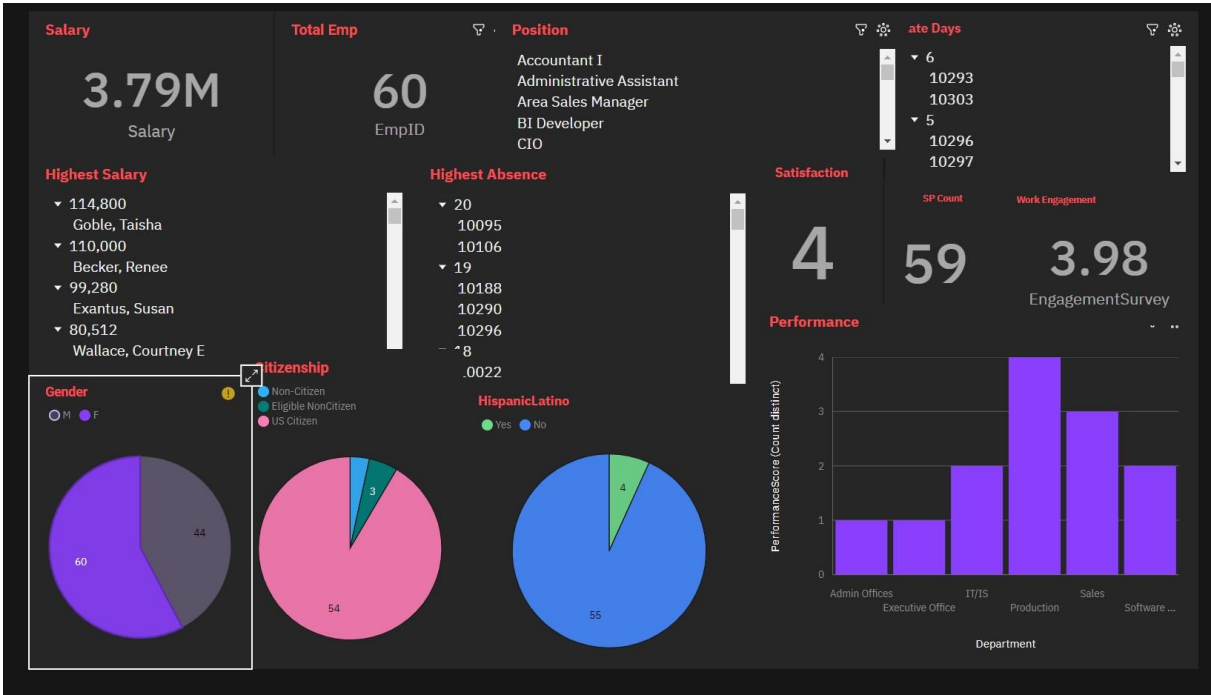 Salary
3.79M
Salary
Total Emp
60
EmpID
Position
Accountant I
Administrative Assistant
Area Sales Manager
BI Developer
CIO
ate Days
6
10293
10303
5
10296
10297
Highest Salary
114,800
Goble, Taisha
110,000
Becker, Renee
99,280
Exantus, Susan
80,512
Wallace, Courtney E
Highest Absence
20
10095
10106
19
10188
10290
10296
8
.0022
Satisfaction
4
SP Count
59
Work Engagement
3.98
EngagementSurvey
Gender
M F
44
60
Citizenship
Non-Citizen
Eligible NonCitizen
US Citizen
3
54
HispanicLatino
Yes No
4
55
Performance
PerformanceScore (Count distinct)
4
3
2
1
0
Admin Offices
Executive Office
IT/IS
Production
Sales
Software ...
Department